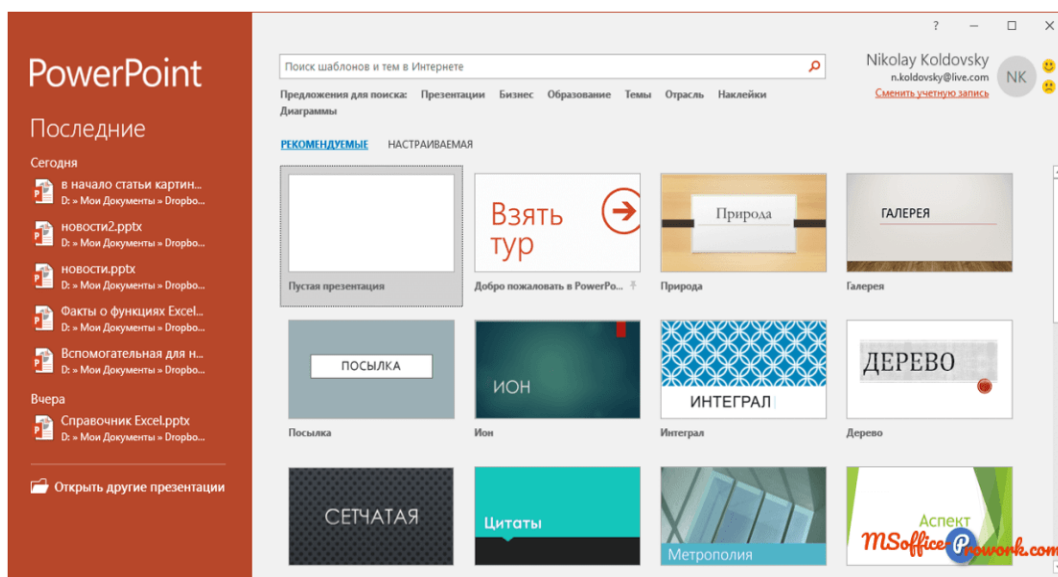 ? — □ ×
PowerPoint
Последние
Сегодня
в начало статьи картин...
D: » Мои Документы » Dropbo...
новости2.pptx
D: » Мои Документы » Dropbo...
новости.pptx
D: » Мои Документы » Dropbo...
Факты о функциях Excel...
D: » Мои Документы » Dropbo...
Вспомогательная для н...
D: » Мои Документы » Dropbo...
Вчера
Справочник Excel.pptx
D: » Мои Документы » Dropbo...
Открыть другие презентации
Поиск шаблонов и тем в Интернете
Предложения для поиска: Презентации Бизнес Образование Темы Отрасль Наклейки
Диаграммы
Nikolay Koldovsky
n.koldovsky@live.com
Сменить учетную запись
NK
РЕКОМЕНДУЕМЫЕ НАСТРАИВАЕМАЯ
Взять
тур
Природа
ГАЛЕРЕЯ
Пустая презентация
Добро пожаловать в PowerPo...
Природа
Галерея
ПОСЫЛКА
ИОН
ИНТЕГРАЛ
ДЕРЕВО
Посылка
Ион
Интеграл
Дерево
СЕТЧАТАЯ
Цитаты
Метрополия
Аспект
MSoffice-Prowork.com